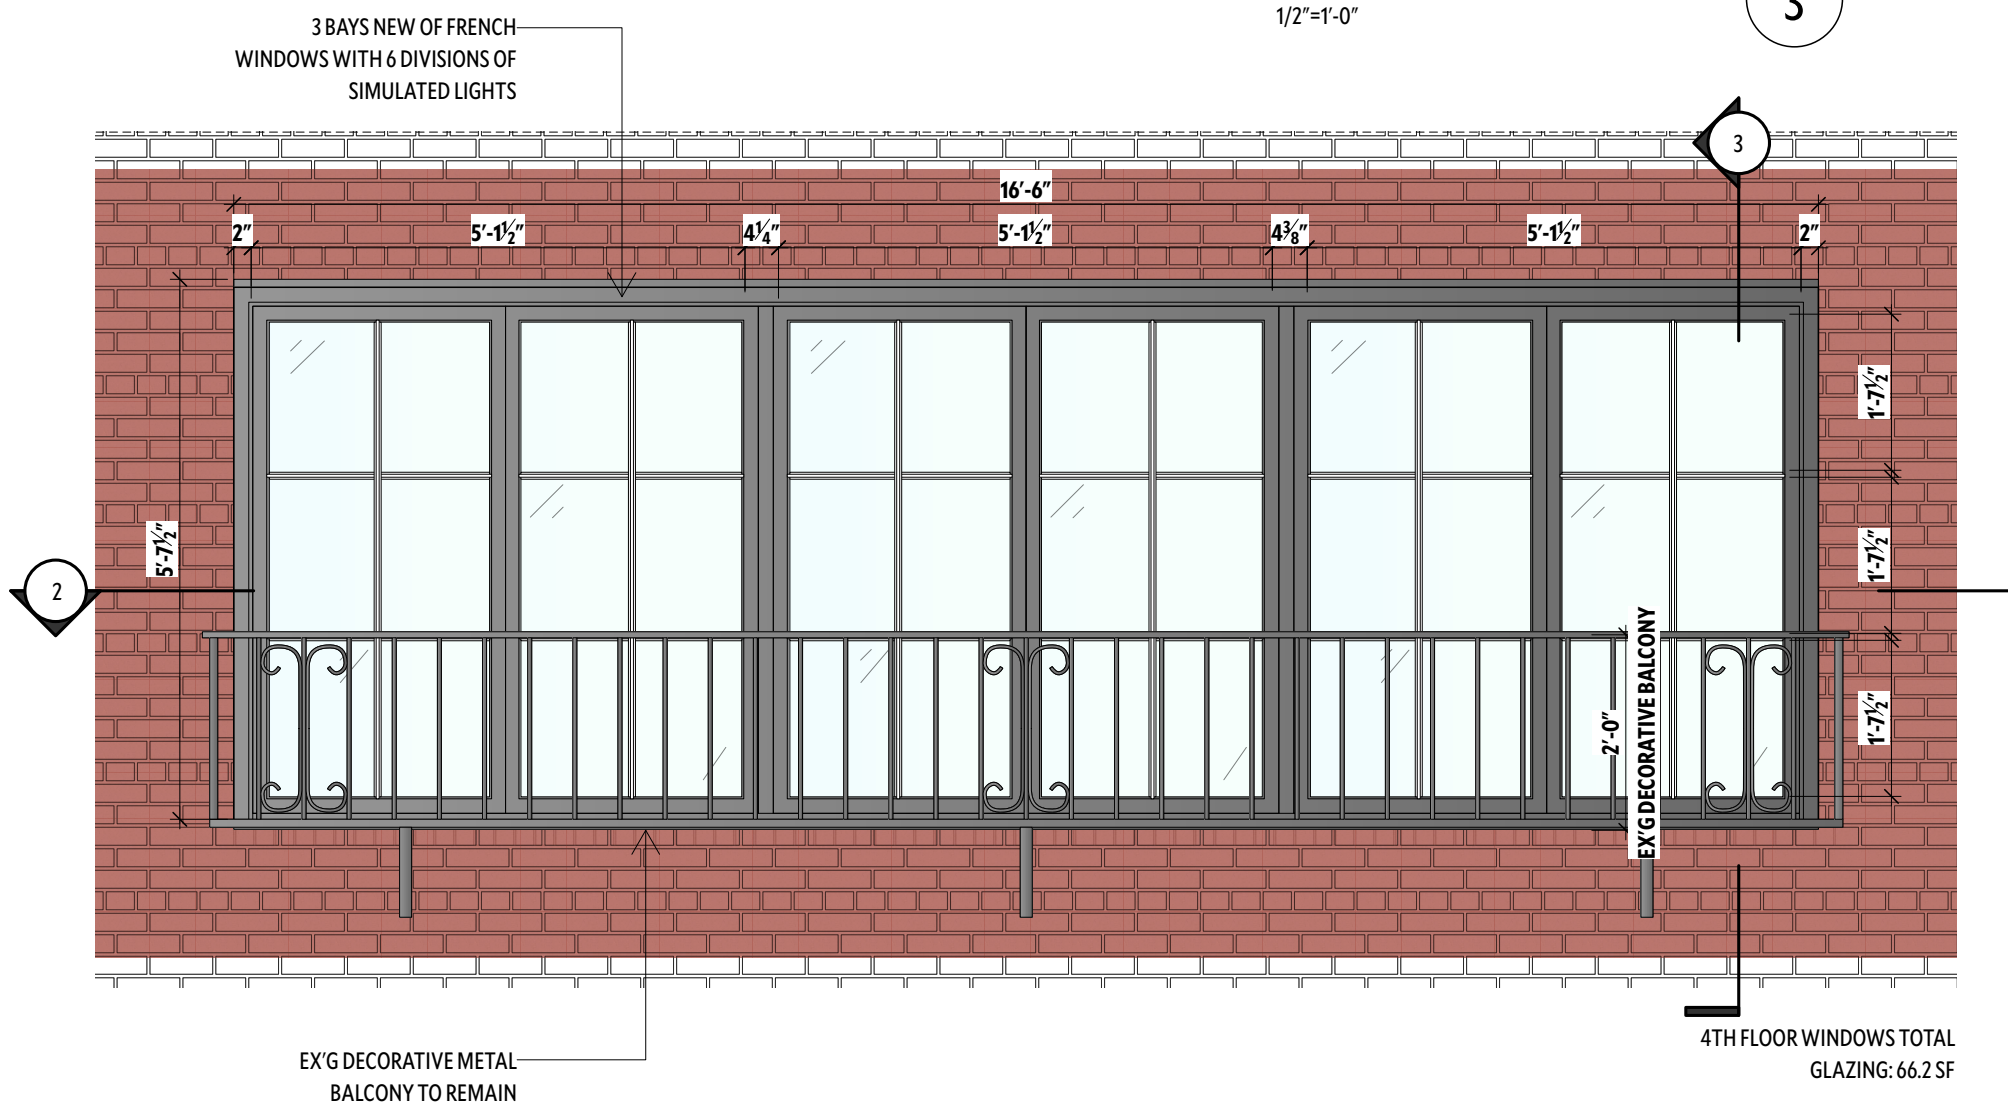 1/2"=1'-0"
3 BAYS NEW OF FRENCH
WINDOWS WITH 6 DIVISIONS OF
SIMULATED LIGHTS
3
16'-6"
2" 5'-1½" 4¼" 5'-1½" 4⅜" 5'-1½" 2"
1'-7½"
5'-7½"
1'-7½"
2
1'-7½"
2'-0"
EX'G DECORATIVE BALCONY
4TH FLOOR WINDOWS TOTAL
GLAZING: 66.2 SF
EX'G DECORATIVE METAL
BALCONY TO REMAIN